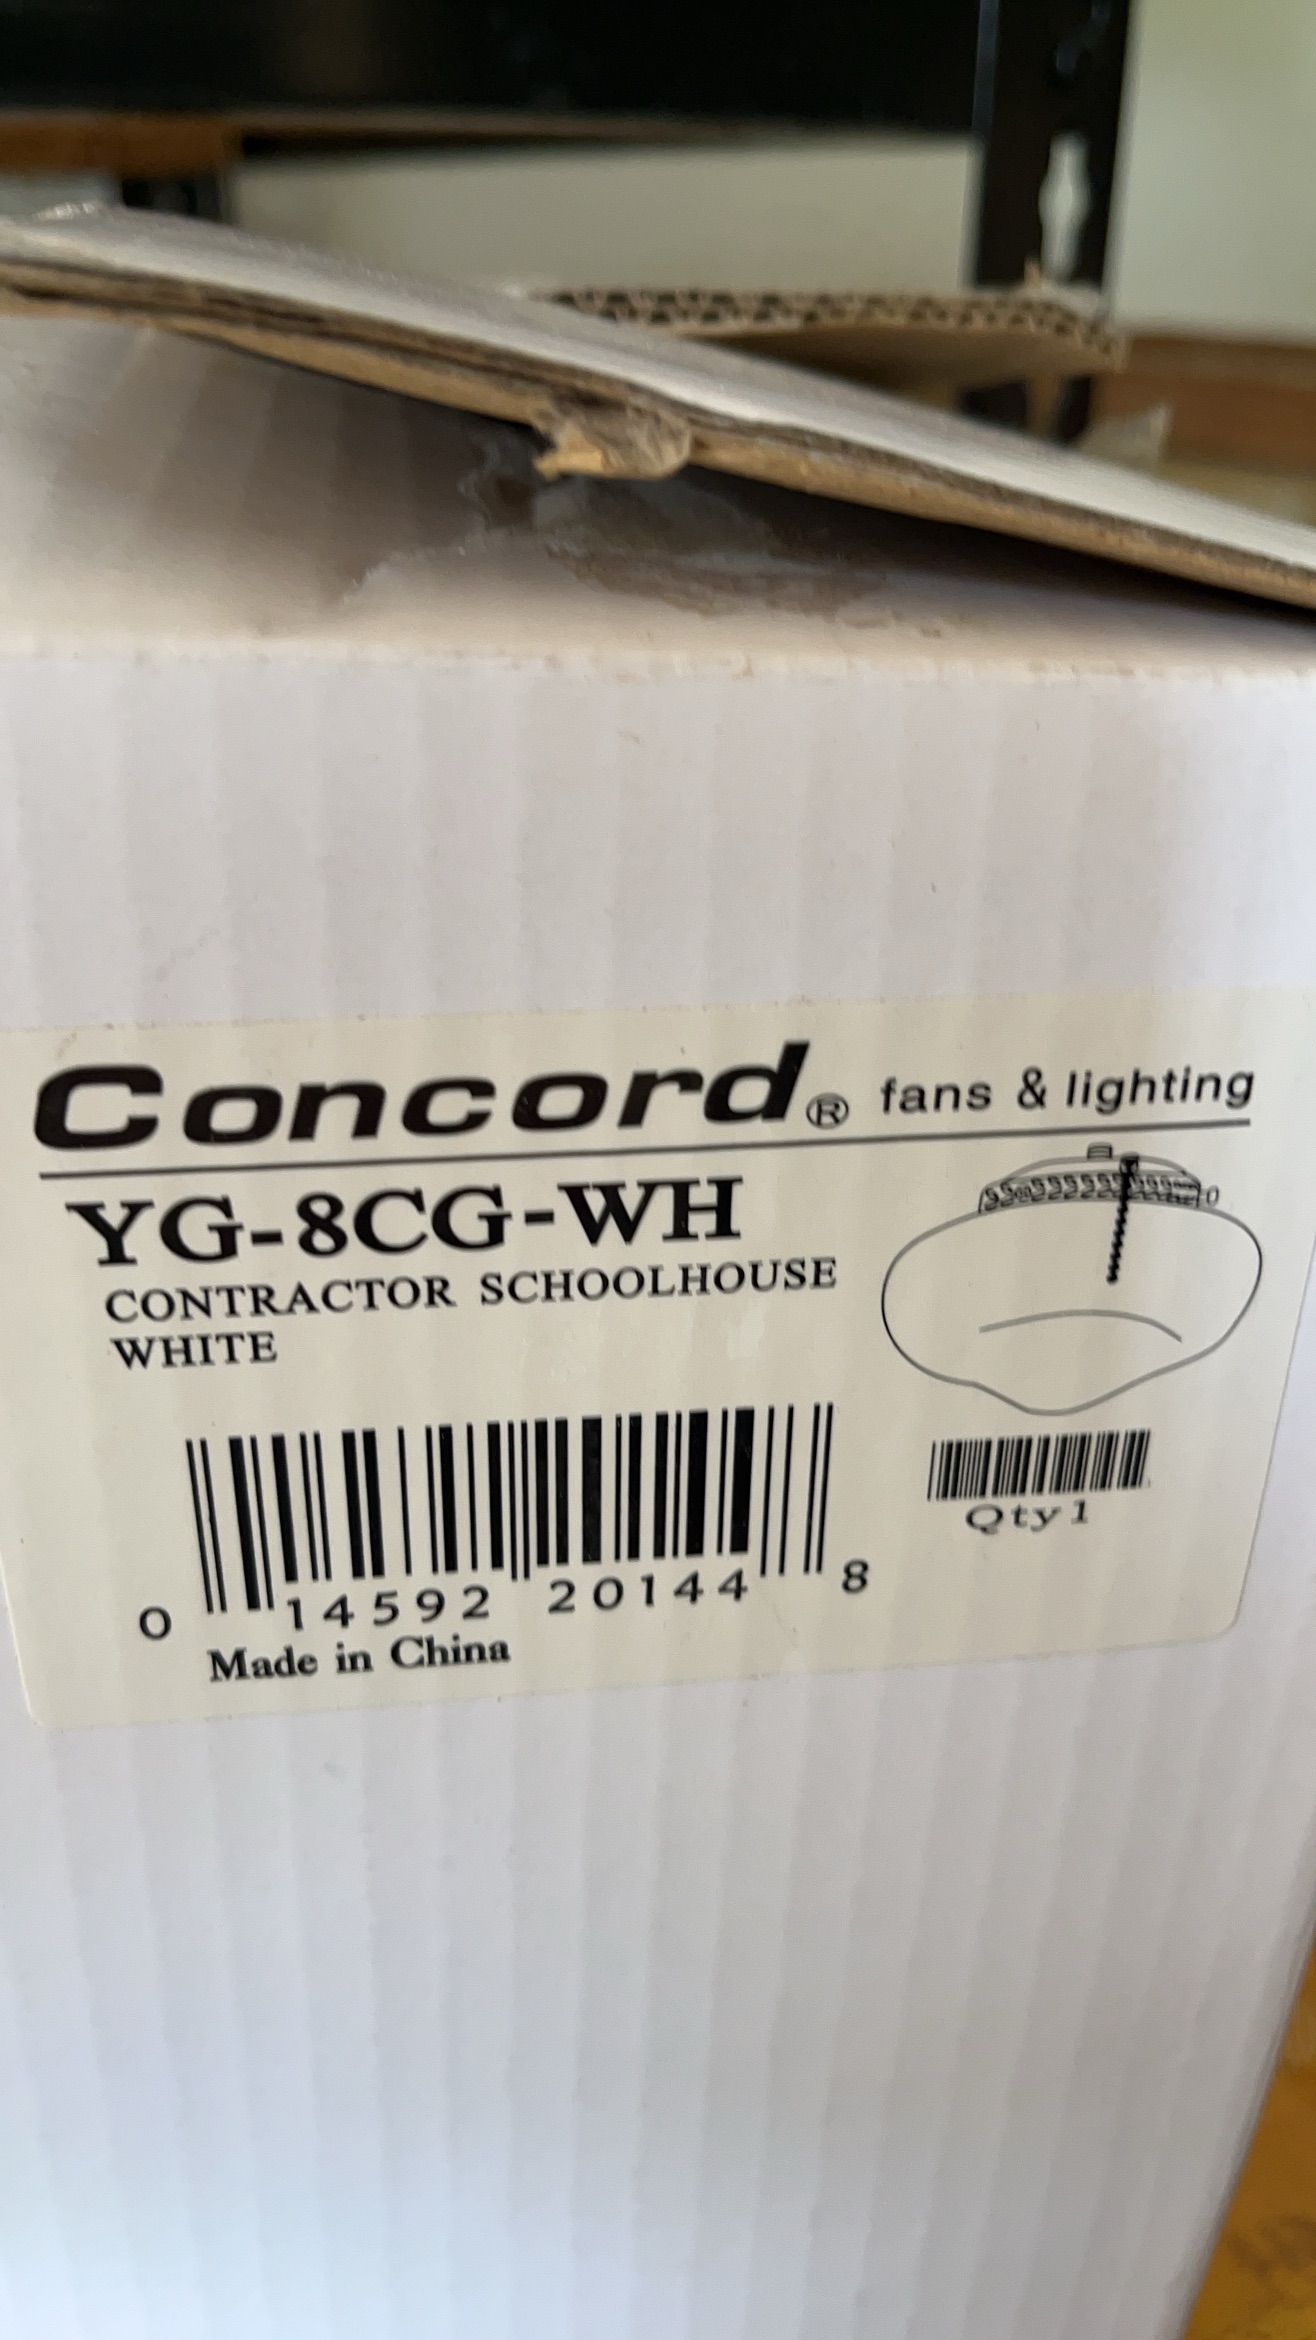 Concord® fans & lighting
YG-8CG-WH
CONTRACTOR SCHOOLHOUSE
WHITE
Qty 1
0 14592 20144 8
Made in China